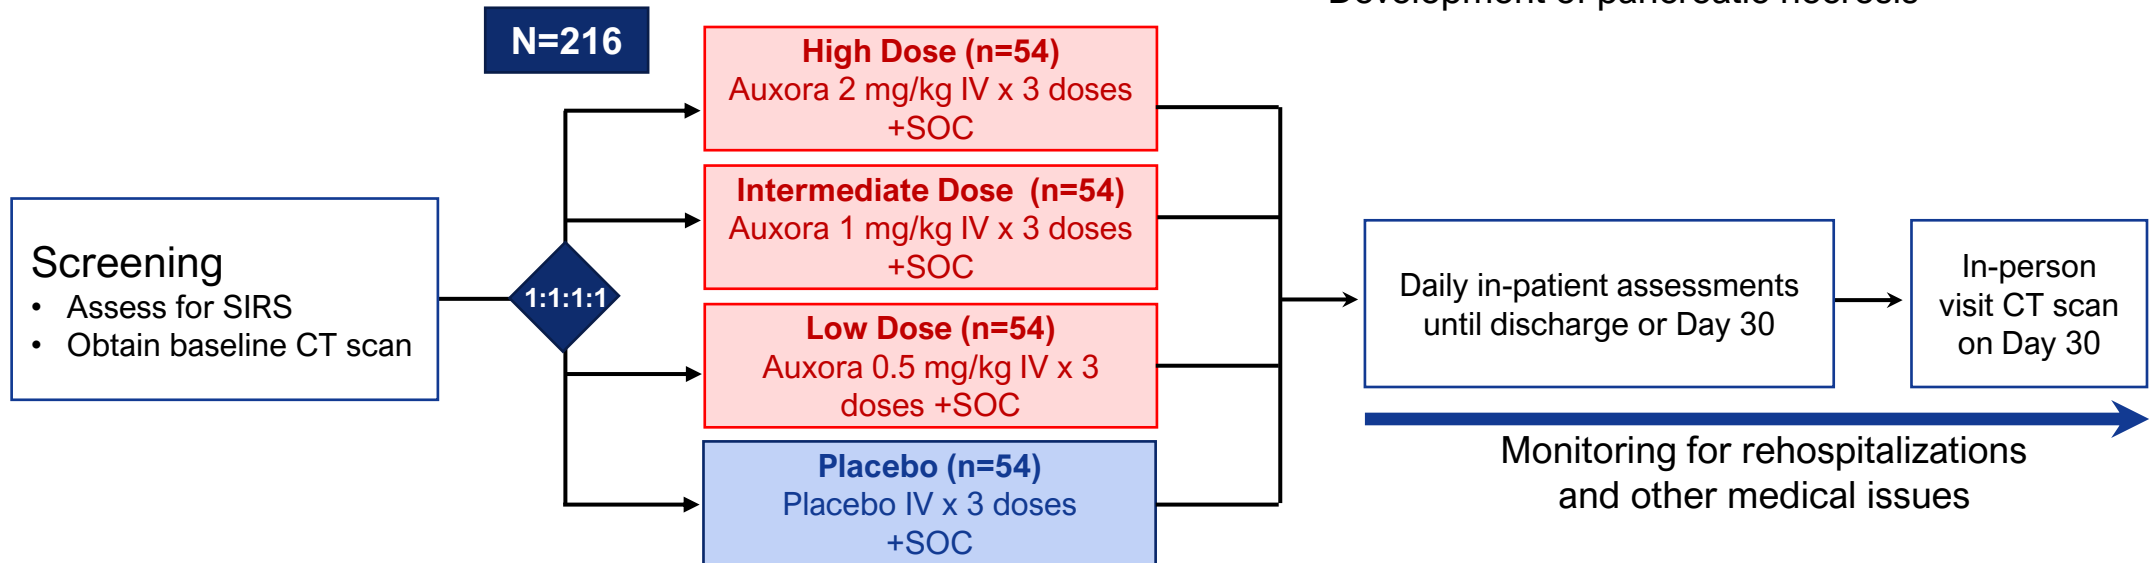 Development of pancreatic necrosis
N=216
High Dose (n=54)
Auxora 2 mg/kg IV x 3 doses
+SOC
Intermediate Dose (n=54)
Auxora 1 mg/kg IV x 3 doses
+SOC
Low Dose (n=54)
Auxora 0.5 mg/kg IV x 3
doses +SOC
Placebo (n=54)
Placebo IV x 3 doses
+SOC
Screening
• Assess for SIRS
• Obtain baseline CT scan
1:1:1:1
Daily in-patient assessments
until discharge or Day 30
In-person
visit CT scan
on Day 30
Monitoring for rehospitalizations
and other medical issues